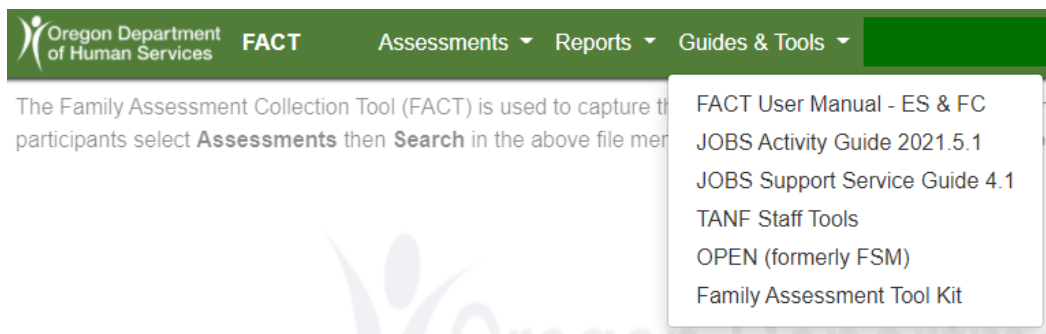 Oregon Department
of Human Services
FACT Assessments Reports Guides & Tools
The Family Assessment Collection Tool (FACT) is used to capture
participants select Assessments then Search in the above file
FACT User Manual - ES & FC
JOBS Activity Guide 2021.5.1
JOBS Support Service Guide 4.1
TANF Staff Tools
OPEN (formerly FSM)
Family Assessment Tool Kit